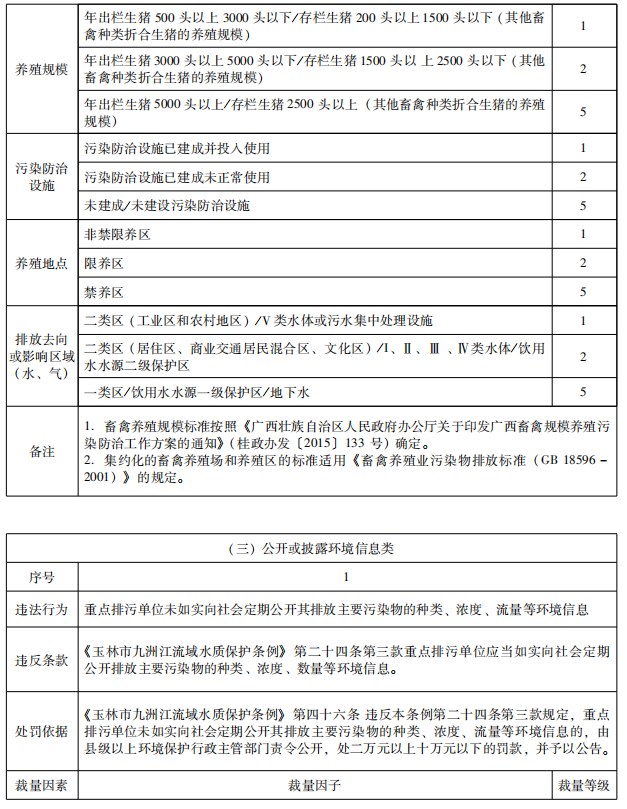 养殖规模
年出栏生猪 500 头以上 3000 头以下/存栏生猪 200 头以上 1500 头以下（其他畜
禽种类折合生猪的养殖规模）
1
年出栏生猪 3000 头以上 5000 头以下/存栏生猪 1500 头以 上 2500 头以下（其他
畜禽种类折合生猪的养殖规模）
2
年出栏生猪 5000 头以上/存栏生猪 2500 头以上 （其他畜禽种类折合生猪的养殖
规模）
5
污染防治
设施
污染防治设施已建成并投入使用
1
污染防治设施已建成未正常使用
2
未建成/未建设污染防治设施
5
养殖地点
非禁限养区
1
限养区
2
禁养区
5
排放去向
或影响区域
（水、气）
二类区（工业区和农村地区）/V 类水体或污水集中处理设施
1
二类区（居住区、商业交通居民混合区、文化区）/Ⅰ、Ⅱ、Ⅲ 、Ⅳ类水体/饮用
水水源二级保护区
2
一类区/饮用水水源一级保护区/地下水
5
备注
1. 畜禽养殖规模标准按照《广西壮族自治区人民政府办公厅关于印发广西畜禽规模养殖污
染防治工作方案的通知》（桂政办发〔2015〕133 号）确定。
2. 集约化的畜禽养殖场和养殖区的标准适用《畜禽养殖业污染物排放标准（GB 18596－
2001）》的规定。
（三）公开或披露环境信息类
序号
1
违法行为
重点排污单位未如实向社会定期公开其排放主要污染物的种类、浓度、流量等环境信息
违反条款
《玉林市九洲江流域水质保护条例》 第二十四条第三款重点排污单位应当如实向社会定期
公开排放主要污染物的种类、浓度、数量等环境信息。
处罚依据
《玉林市九洲江流域水质保护条例》 第四十六条 违反本条例第二十四条第三款规定，重点
排污单位未如实向社会定期公开其排放主要污染物的种类、浓度、流量等环境信息的，由
县级以上环境保护行政主管部门责令公开，处二万元以上十万元以下的罚款，并予以公告。
裁量因素
裁量因子
裁量等级